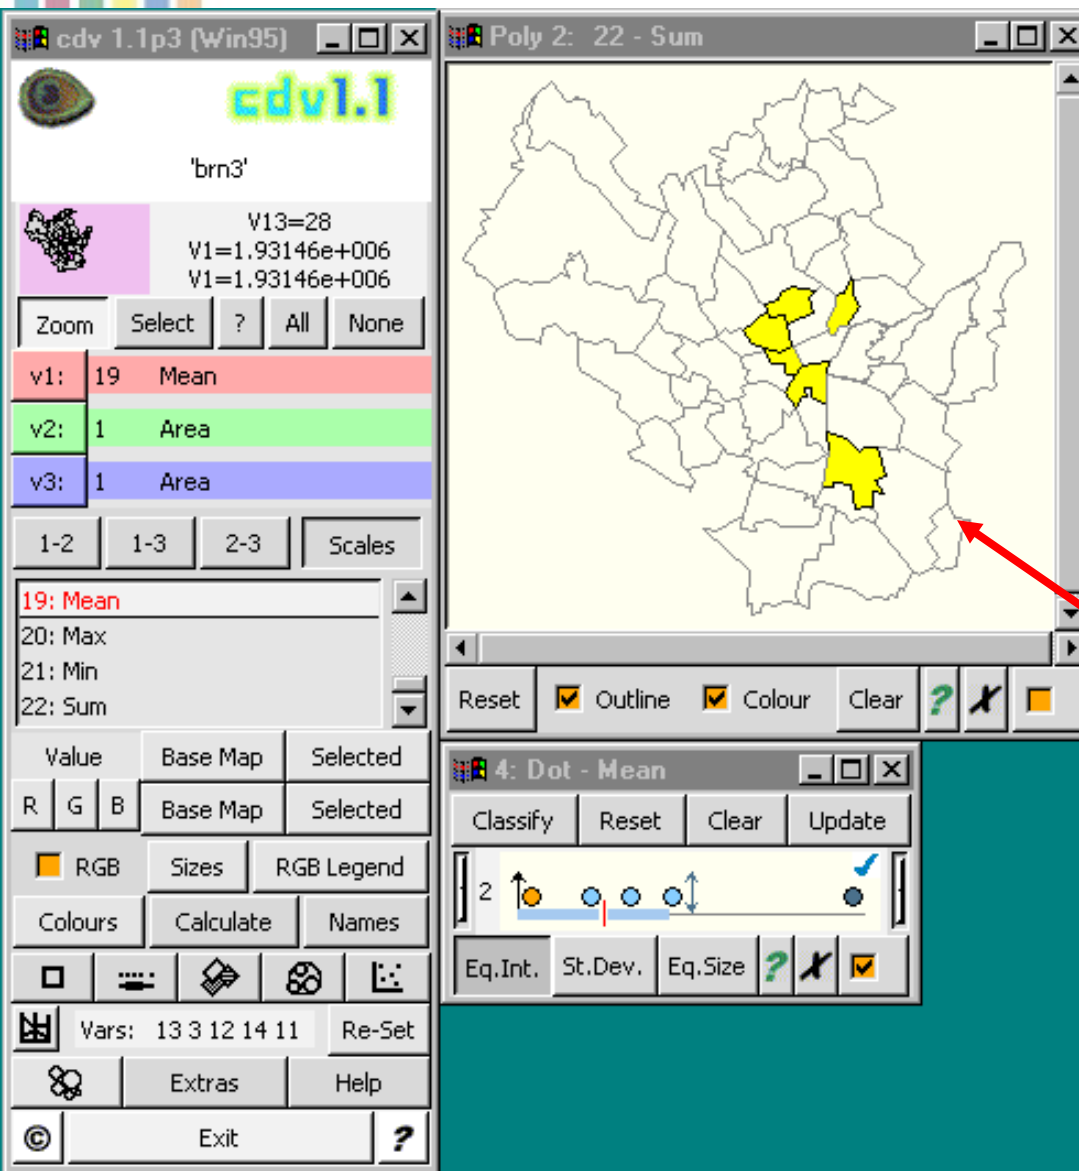 cdv 1.1p3 (Win95)
cdv1.1
'brn3'
V13=28
V1=1.93146e+006
V1=1.93146e+006
Zoom Select ? All None
v1: 19 Mean
v2: 1 Area
v3: 1 Area
1-2 1-3 2-3 Scales
19: Mean
20: Max
21: Min
22: Sum
Value Base Map Selected
R G B Base Map Selected
RGB Sizes RGB Legend
Colours Calculate Names
Vars: 13 3 12 14 11 Re-Set
Extras Help
© Exit ?
Poly 2: 22 - Sum
Reset Outline Colour Clear ? X
4: Dot - Mean
Classify Reset Clear Update
2
Eq.Int. St.Dev. Eq.Size ? X